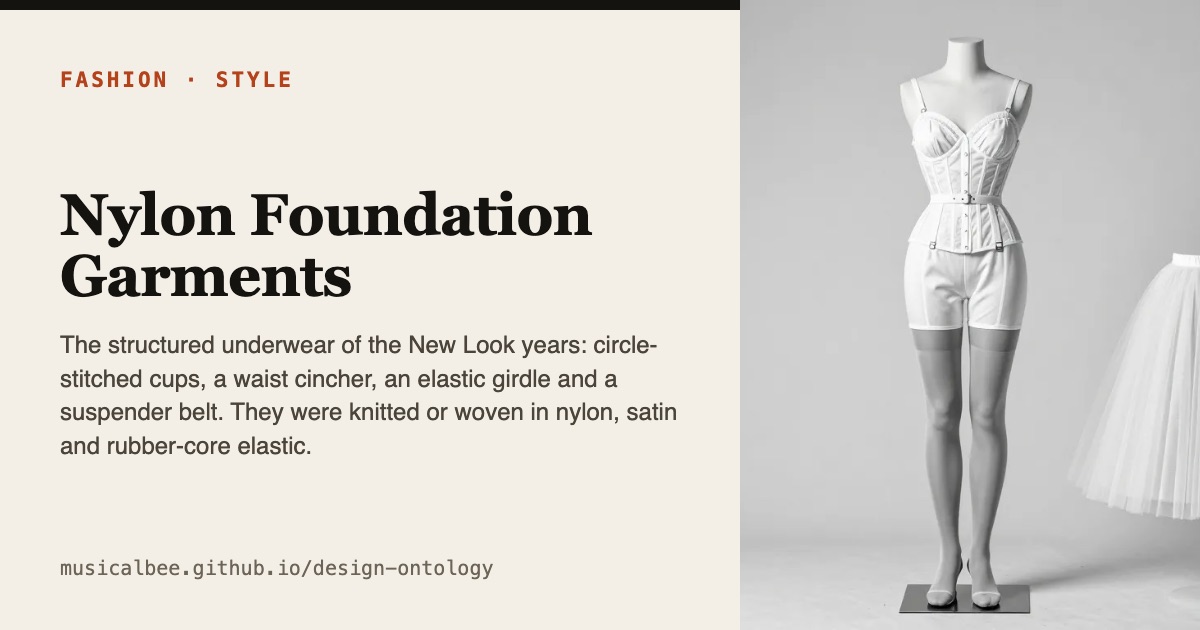 FASHION · STYLE
Nylon Foundation
Garments
The structured underwear of the New Look years: circle-
stitched cups, a waist cincher, an elastic girdle and a
suspender belt. They were knitted or woven in nylon, satin
and rubber-core elastic.
musicalbee.github.io/design-ontology